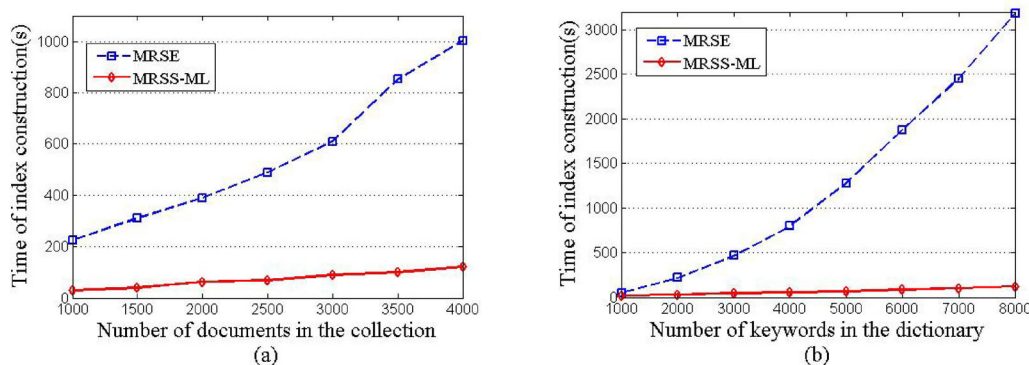 Time of index construction(s)
1000
800
600
400
200
0
MRSE
MRSS-ML
1000 1500 2000 2500 3000 3500 4000
Number of documents in the collection
(a)
Time of index construction(s)
3000
2500
2000
1500
1000
500
0
MRSE
MRSS-ML
1000 2000 3000 4000 5000 6000 7000 8000
Number of keywords in the dictionary
(b)